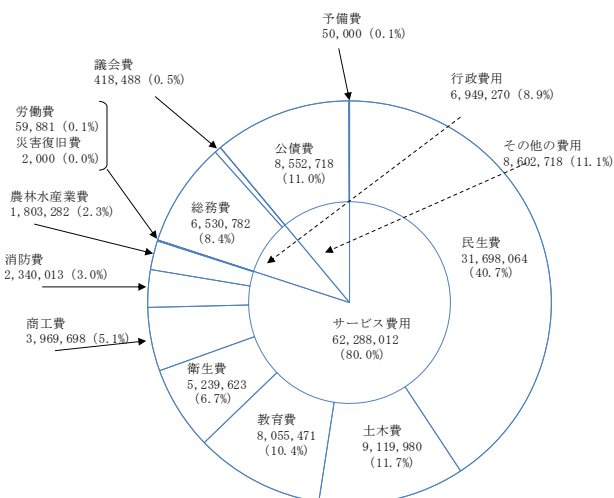 予備費
50,000 (0.1%)
議会費
418,488 (0.5%)
行政費用
6,949,270 (8.9%)
労働費
59,881 (0.1%)
災害復旧費
2,000 (0.0%)
その他の費用
8,602,718 (11.1%)
公債費
8,552,718
(11.0%)
農林水産業費
1,803,282 (2.3%)
総務費
6,530,782
(8.4%)
民生費
31,698,064
(40.7%)
消防費
2,340,013 (3.0%)
商工費
3,969,698 (5.1%)
サービス費用
62,288,012
(80.0%)
衛生費
5,239,623
(6.7%)
教育費
8,055,471
(10.4%)
土木費
9,119,980
(11.7%)